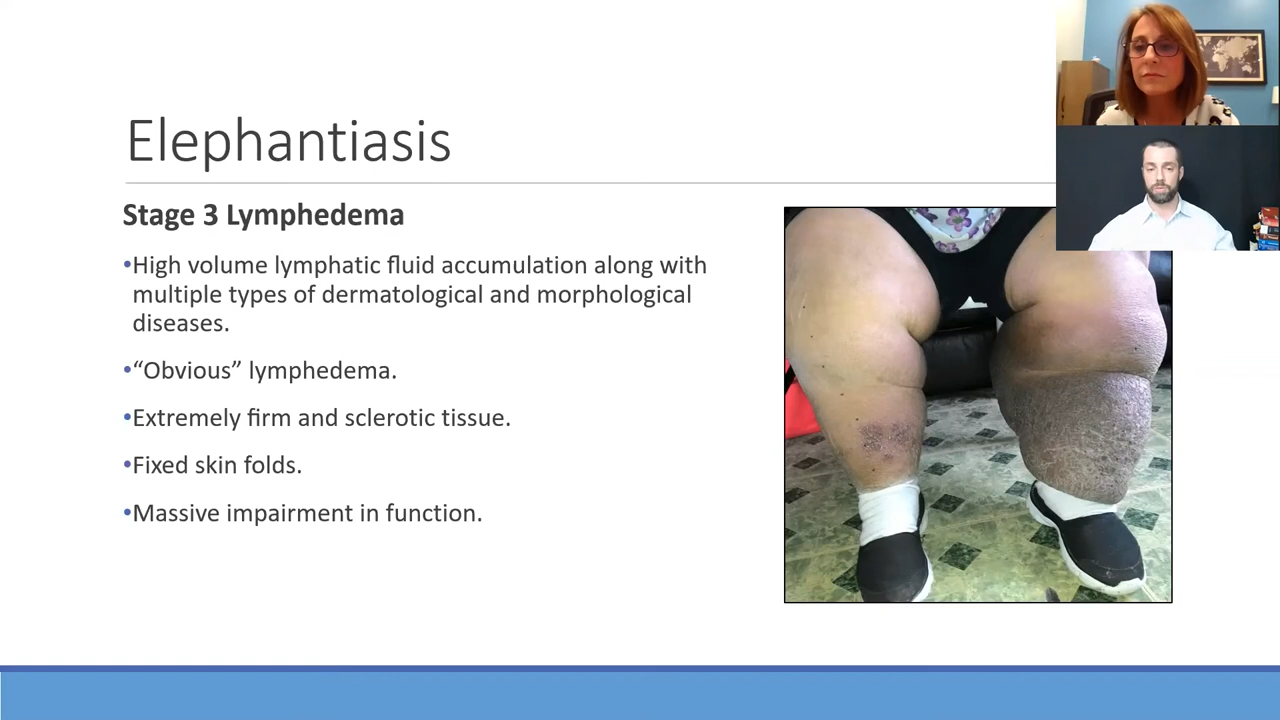 Elephantiasis
Stage 3 Lymphedema
•High volume lymphatic fluid accumulation along with
multiple types of dermatological and morphological
diseases.
•“Obvious” lymphedema.
•Extremely firm and sclerotic tissue.
•Fixed skin folds.
•Massive impairment in function.